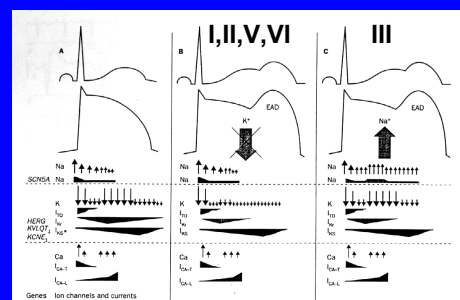 I,II,V,VI
III
A
B
C
EAD
EAD
K+
Na+
Na
Na
Na
SCN5A
Na
Na
Na
K
K
K
ITO
ITO
ITO
HERG
IKr
IKr
IKr
KVLQT1
KCNE1
IKS
IKS
IKS
Ca
Ca
Ca
ICA-T
ICA-T
ICA-T
ICA-L
ICA-L
ICA-L
Genes Ion channels and currents